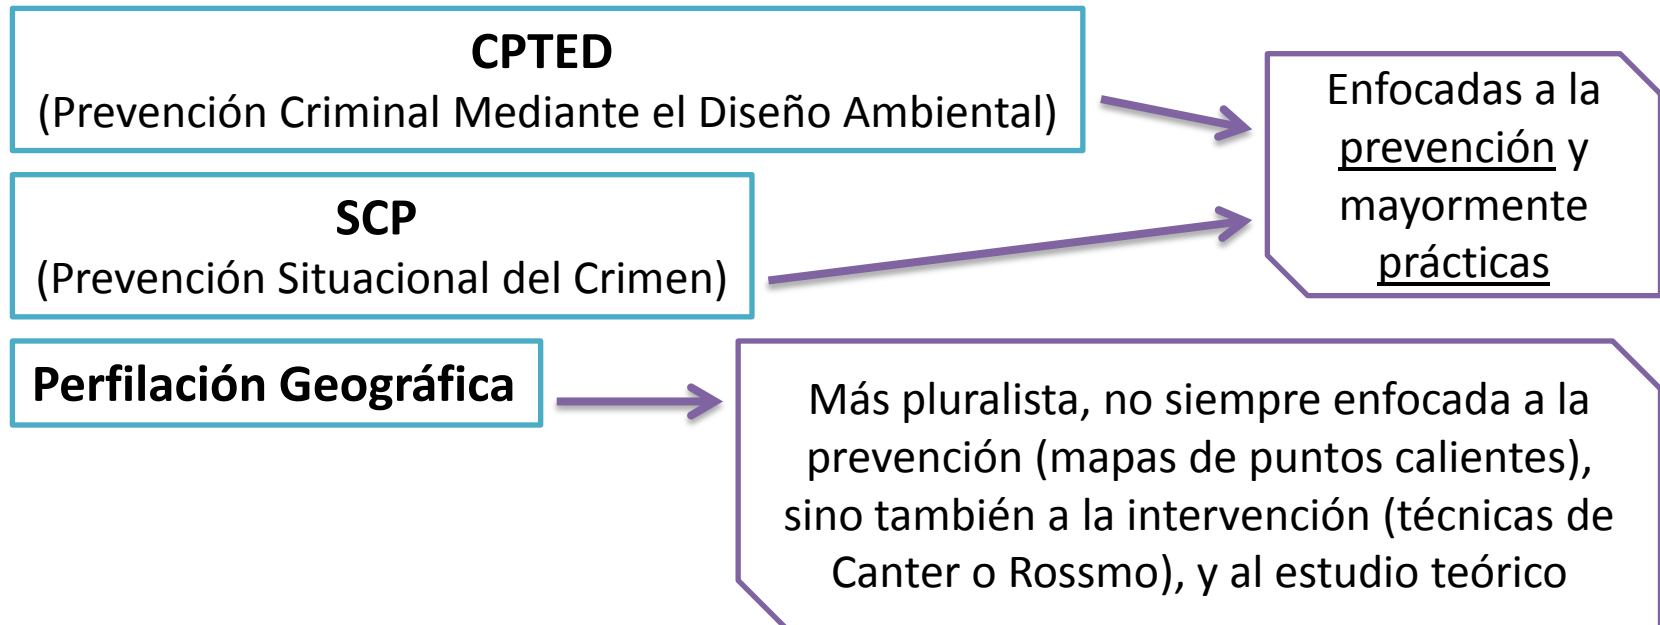 CPTED
(Prevención Criminal Mediante el Diseño Ambiental)
Enfocadas a la
prevención y
mayormente
prácticas
SCP
(Prevención Situacional del Crimen)
Perfilación Geográfica
Más pluralista, no siempre enfocada a la
prevención (mapas de puntos calientes),
sino también a la intervención (técnicas de
Canter o Rossmo), y al estudio teórico